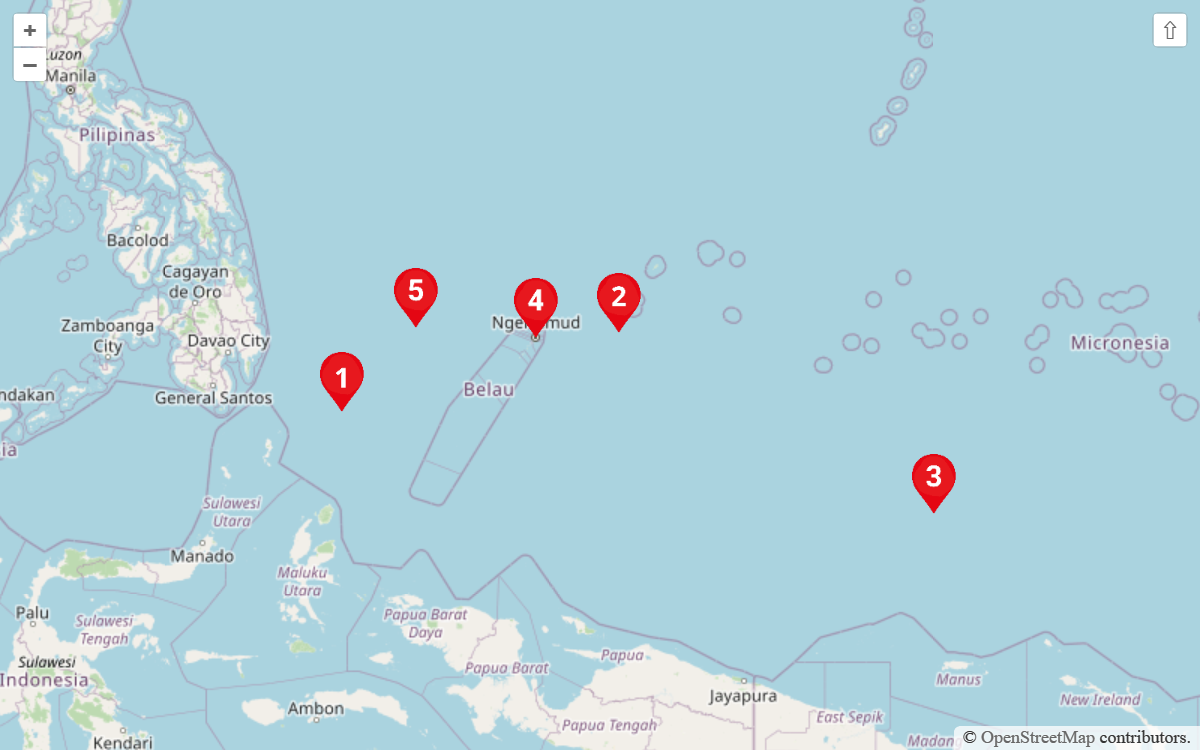 +
−
⇧
Luzon
Manila
Pilipinas
Bacolod
Cagayan
de Oro
Zamboanga
City
Davao City
General Santos
ndakan
ia
5
4
2
1
3
Belau
Micronesia
Sulawesi
Utara
Manado
Maluku
Utara
Palu
Sulawesi
Tengah
Sulawesi
Indonesia
Kendari
Ambon
Papua Barat
Daya
Papua Barat
Papua
Papua Tengah
Jayapura
East Sepik
Manus
New Ireland
Madang
© OpenStreetMap contributors.